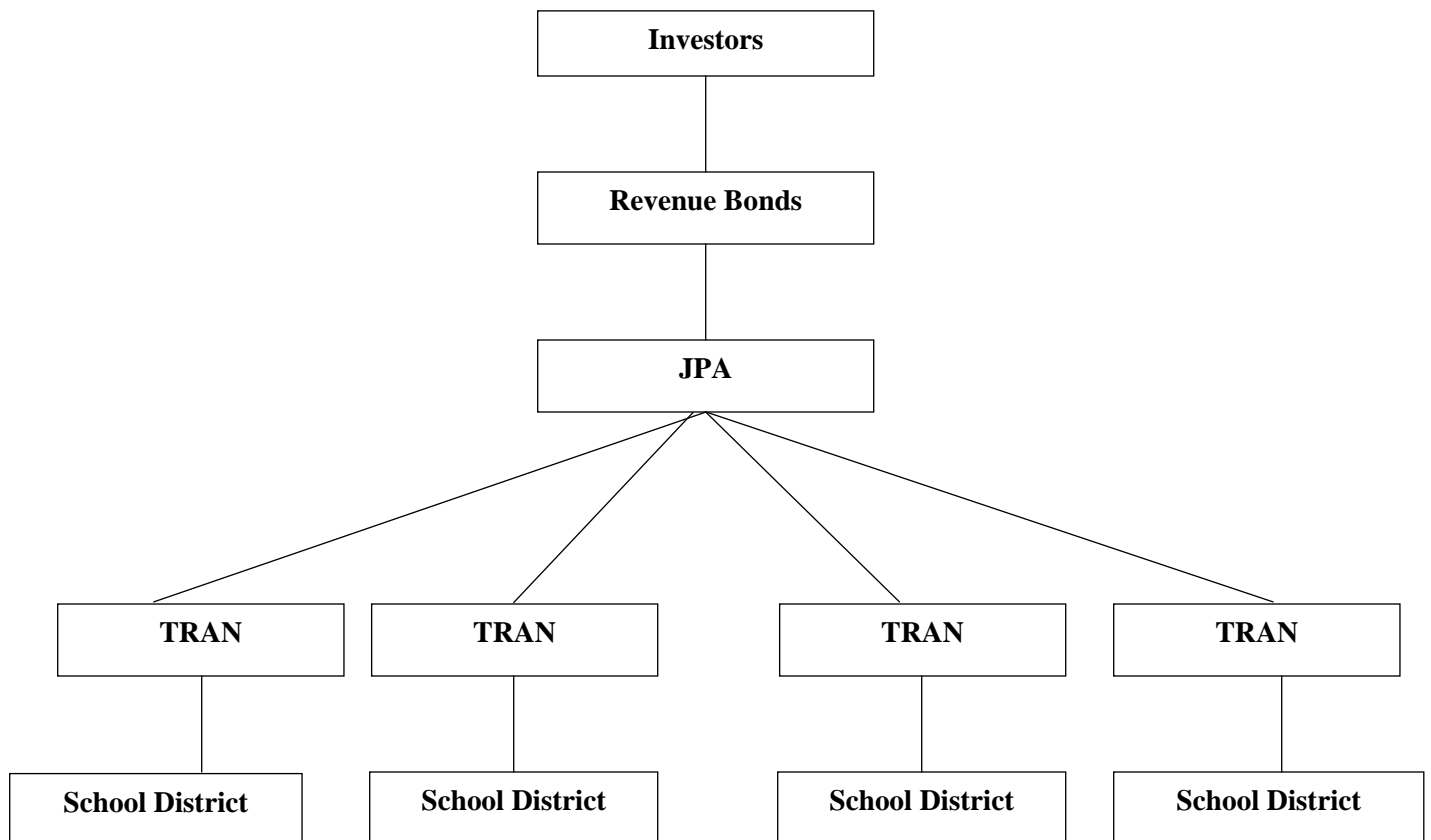 Investors
Revenue Bonds
JPA
TRAN
TRAN
TRAN
TRAN
School District
School District
School District
School District